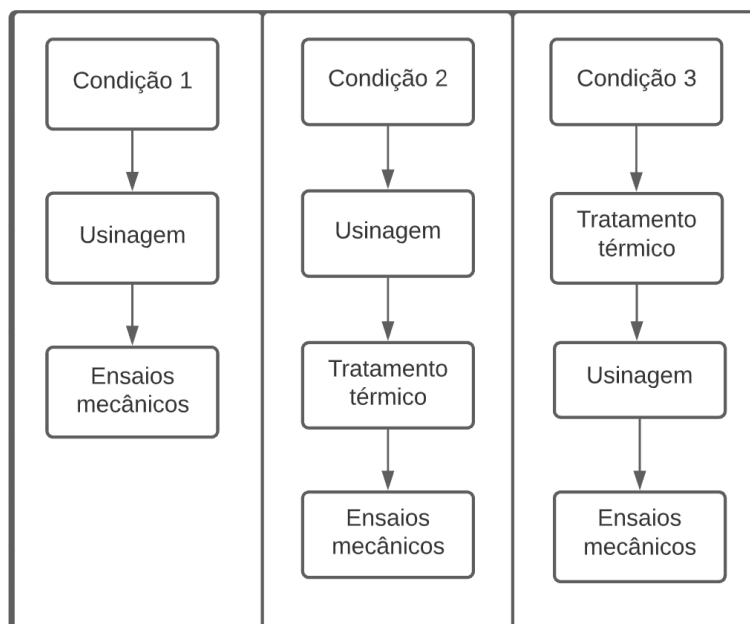 Condição 1
Usinagem
Ensaios
mecânicos
Condição 2
Usinagem
Tratamento
térmico
Ensaios
mecânicos
Condição 3
Tratamento
térmico
Usinagem
Ensaios
mecânicos